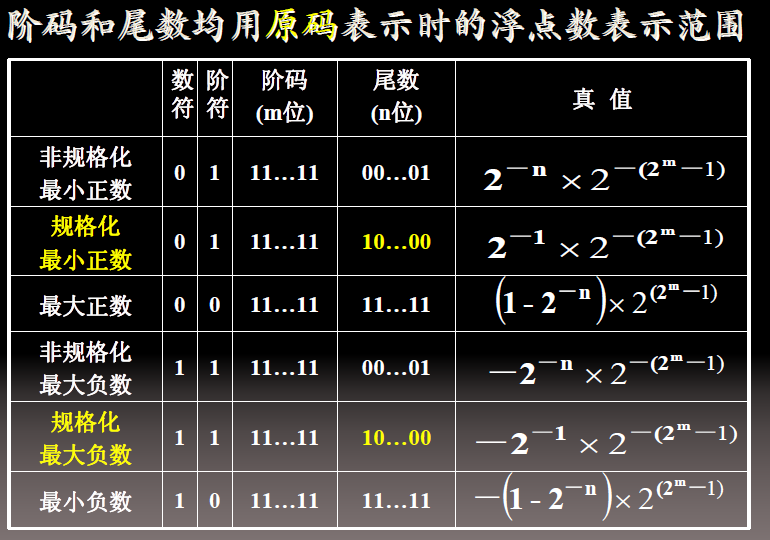 阶码和尾数均用原码表示时的浮点数表示范围
数符 阶符 阶码(m位) 尾数(n位) 真 值
非规格化最小正数 0 1 11…11 00…01 2^{-n} × 2^{-(2^m-1)}
规格化最小正数 0 1 11…11 10…00 2^{-1} × 2^{-(2^m-1)}
最大正数 0 0 11…11 11…11 (1-2^{-n}) × 2^{(2^m-1)}
非规格化最大负数 1 1 11…11 00…01 -2^{-n} × 2^{-(2^m-1)}
规格化最大负数 1 1 11…11 10…00 -2^{-1} × 2^{-(2^m-1)}
最小负数 1 0 11…11 11…11 -(1-2^{-n}) × 2^{(2^m-1)}